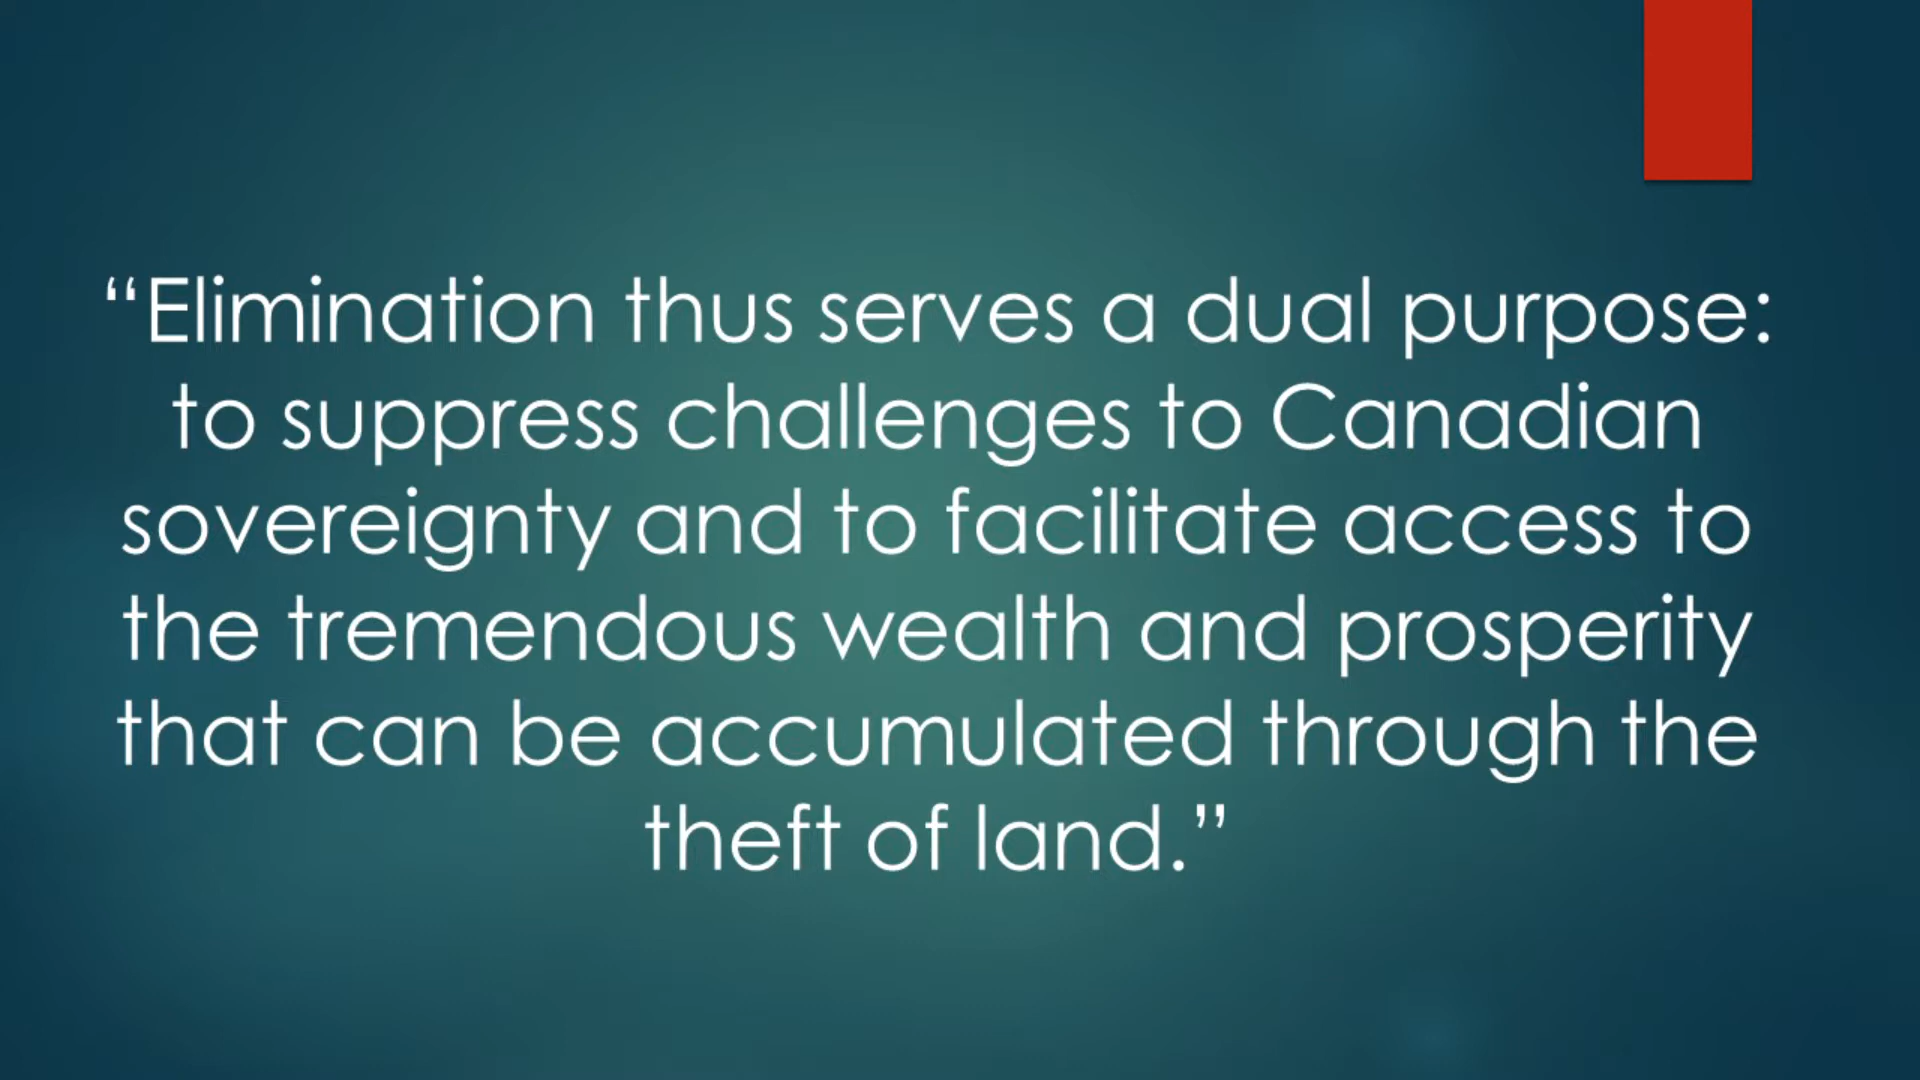 “Elimination thus serves a dual purpose:
to suppress challenges to Canadian
sovereignty and to facilitate access to
the tremendous wealth and prosperity
that can be accumulated through the
theft of land.”